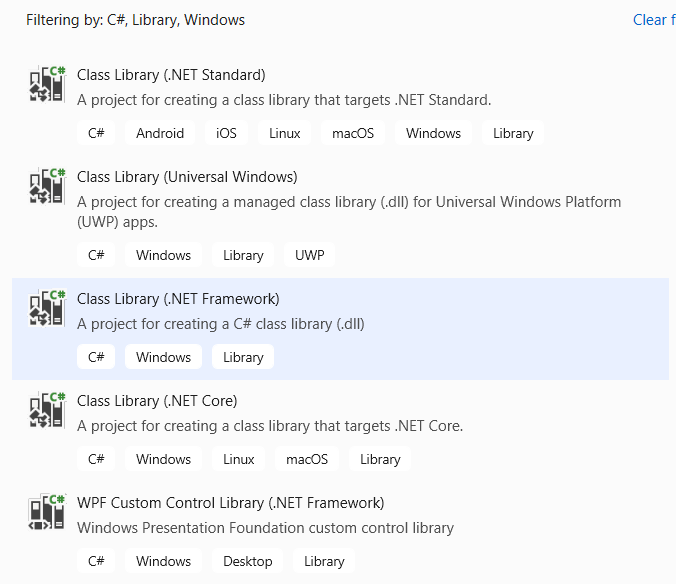 Filtering by: C#, Library, Windows Clear f
C#
Class Library (.NET Standard)
A project for creating a class library that targets .NET Standard.
C# Android iOS Linux macOS Windows Library
C#
Class Library (Universal Windows)
A project for creating a managed class library (.dll) for Universal Windows Platform
(UWP) apps.
C# Windows Library UWP
C#
Class Library (.NET Framework)
A project for creating a C# class library (.dll)
C# Windows Library
C#
Class Library (.NET Core)
A project for creating a class library that targets .NET Core.
C# Windows Linux macOS Library
C#
WPF Custom Control Library (.NET Framework)
Windows Presentation Foundation custom control library
C# Windows Desktop Library